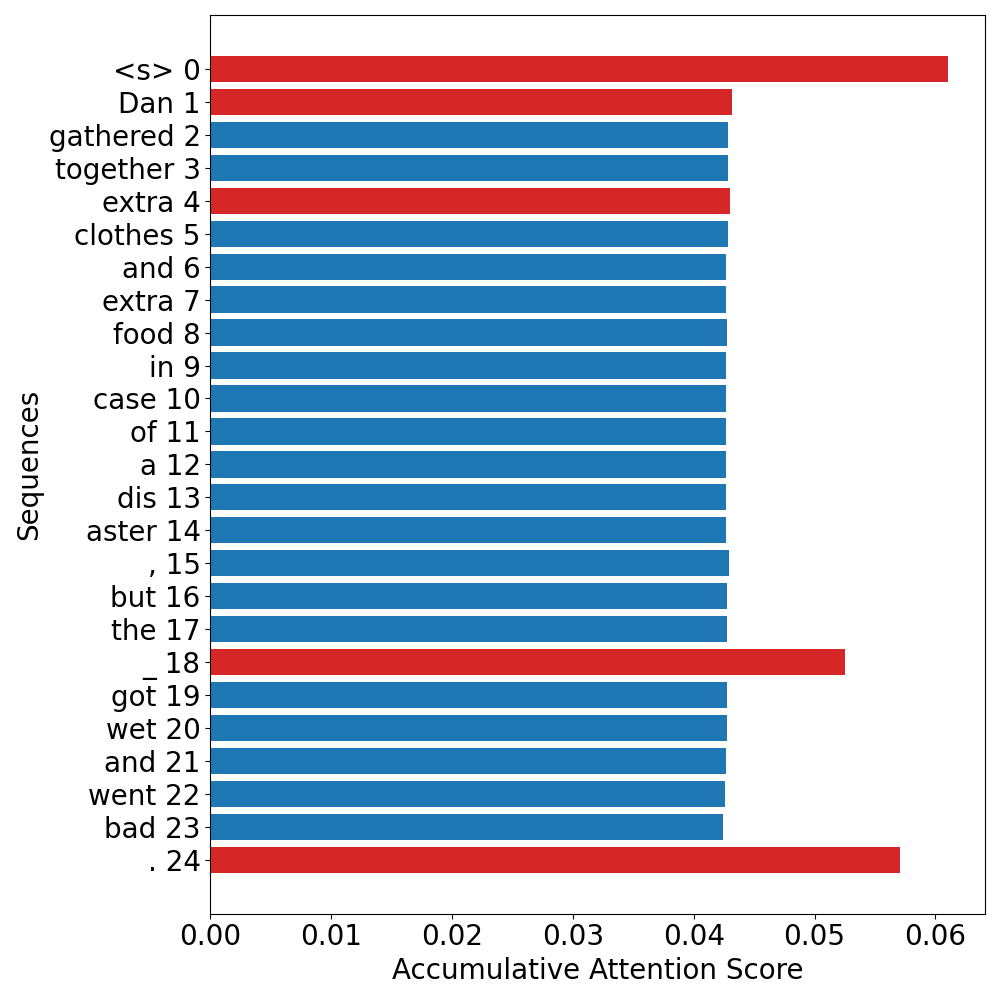 <s> 0
Dan 1
gathered 2
together 3
extra 4
clothes 5
and 6
extra 7
food 8
in 9
case 10
of 11
a 12
dis 13
aster 14
, 15
but 16
the 17
_ 18
got 19
wet 20
and 21
went 22
bad 23
. 24
Sequences
0.00 0.01 0.02 0.03 0.04 0.05 0.06
Accumulative Attention Score